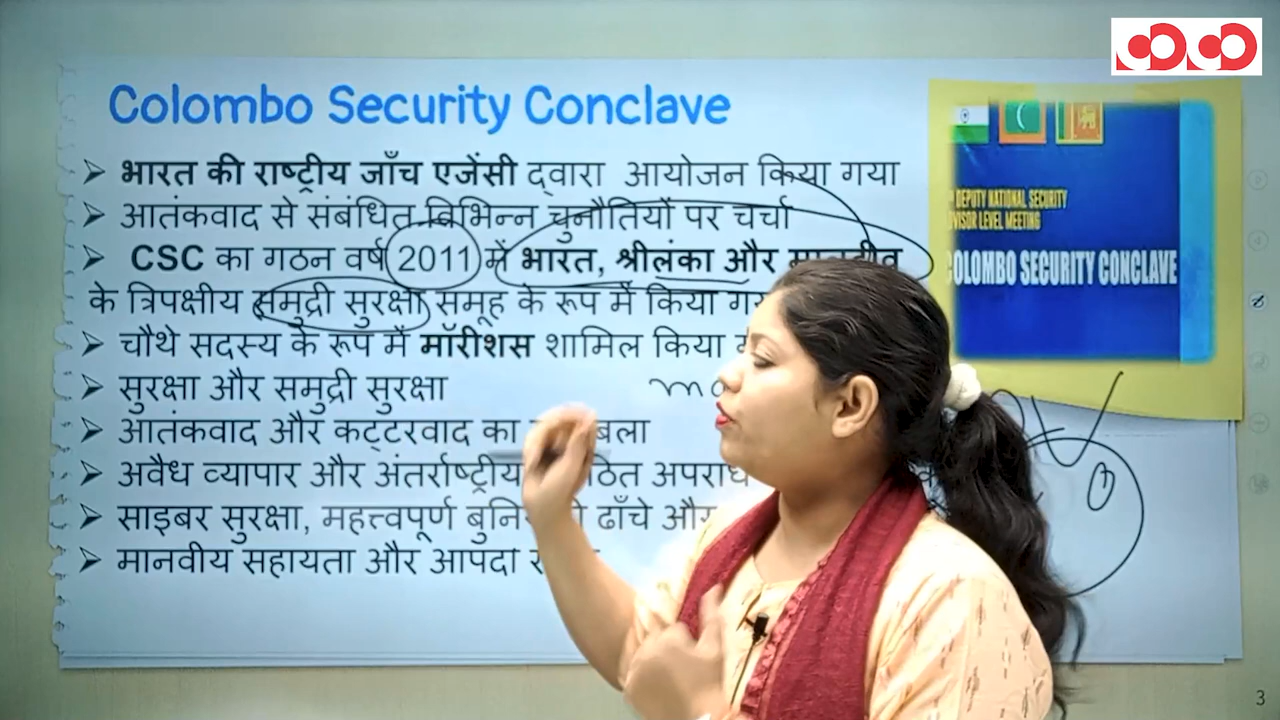 Colombo Security Conclave
➢ भारत की राष्ट्रीय जाँच एजेंसी द्वारा आयोजन किया गया
➢ आतंकवाद से संबंधित विभिन्न चुनौतियों पर चर्चा
➢ CSC का गठन वर्ष 2011 में भारत, श्रीलंका और मालदीव
के त्रिपक्षीय समुद्री सुरक्षा समूह के रूप में किया
➢ चौथे सदस्य के रूप में मॉरीशस शामिल किया
➢ सुरक्षा और समुद्री सुरक्षा
➢ आतंकवाद और कट्टरवाद का
➢ अवैध व्यापार और अंतर्राष्ट्रीय अपराध
➢ साइबर सुरक्षा, महत्त्वपूर्ण ढाँचे
➢ मानवीय सहायता और आपदा
DEPUTY NATIONAL SECURITY
LEVEL MEETING
COLOMBO SECURITY CONCLAVE
3